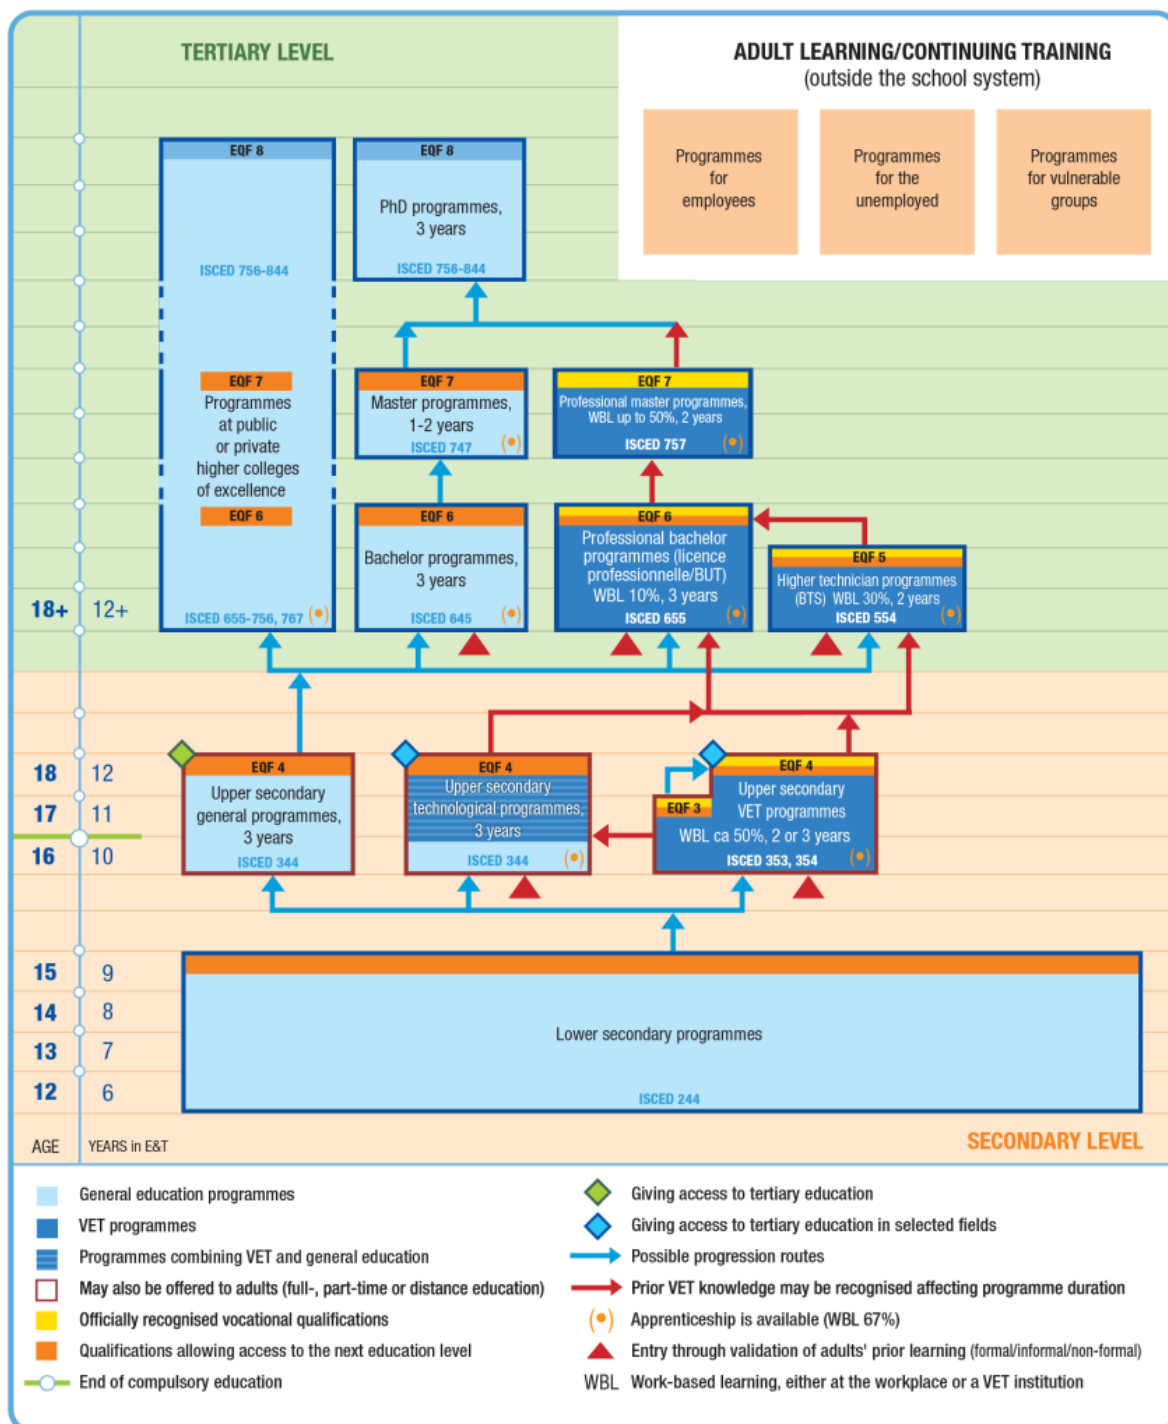 TERTIARY LEVEL
ADULT LEARNING/CONTINUING TRAINING
(outside the school system)
Programmes
for
employees
Programmes
for the
unemployed
Programmes
for vulnerable
groups
EQF 8
ISCED 756-844
EQF 7
Programmes
at public
or private
higher colleges
of excellence
EQF 6
ISCED 655-756, 767
EQF 8
PhD programmes,
3 years
ISCED 756-844
EQF 7
Master programmes,
1-2 years
ISCED 747
EQF 7
Professional master programmes,
WBL up to 50%, 2 years
ISCED 757
EQF 6
Bachelor programmes,
3 years
ISCED 645
EQF 6
Professional bachelor
programmes (licence
professionnelle/BUT)
WBL 10%, 3 years
ISCED 655
EQF 5
Higher technician programmes
(BTS) WBL 30%, 2 years
ISCED 554
18+ 12+
EQF 4
Upper secondary
general programmes,
3 years
ISCED 344
EQF 4
Upper secondary
technological programmes,
3 years
ISCED 344
EQF 4
EQF 3
Upper secondary
VET programmes
WBL ca 50%, 2 or 3 years
ISCED 353, 354
18 12
17 11
16 10
15 9
14 8
13 7
12 6
Lower secondary programmes
ISCED 244
AGE YEARS in E&T
SECONDARY LEVEL
General education programmes
VET programmes
Programmes combining VET and general education
May also be offered to adults (full-, part-time or distance education)
Officially recognised vocational qualifications
Qualifications allowing access to the next education level
End of compulsory education
Giving access to tertiary education
Giving access to tertiary education in selected fields
Possible progression routes
Prior VET knowledge may be recognised affecting programme duration
Apprenticeship is available (WBL 67%)
Entry through validation of adults' prior learning (formal/informal/non-formal)
WBL Work-based learning, either at the workplace or a VET institution